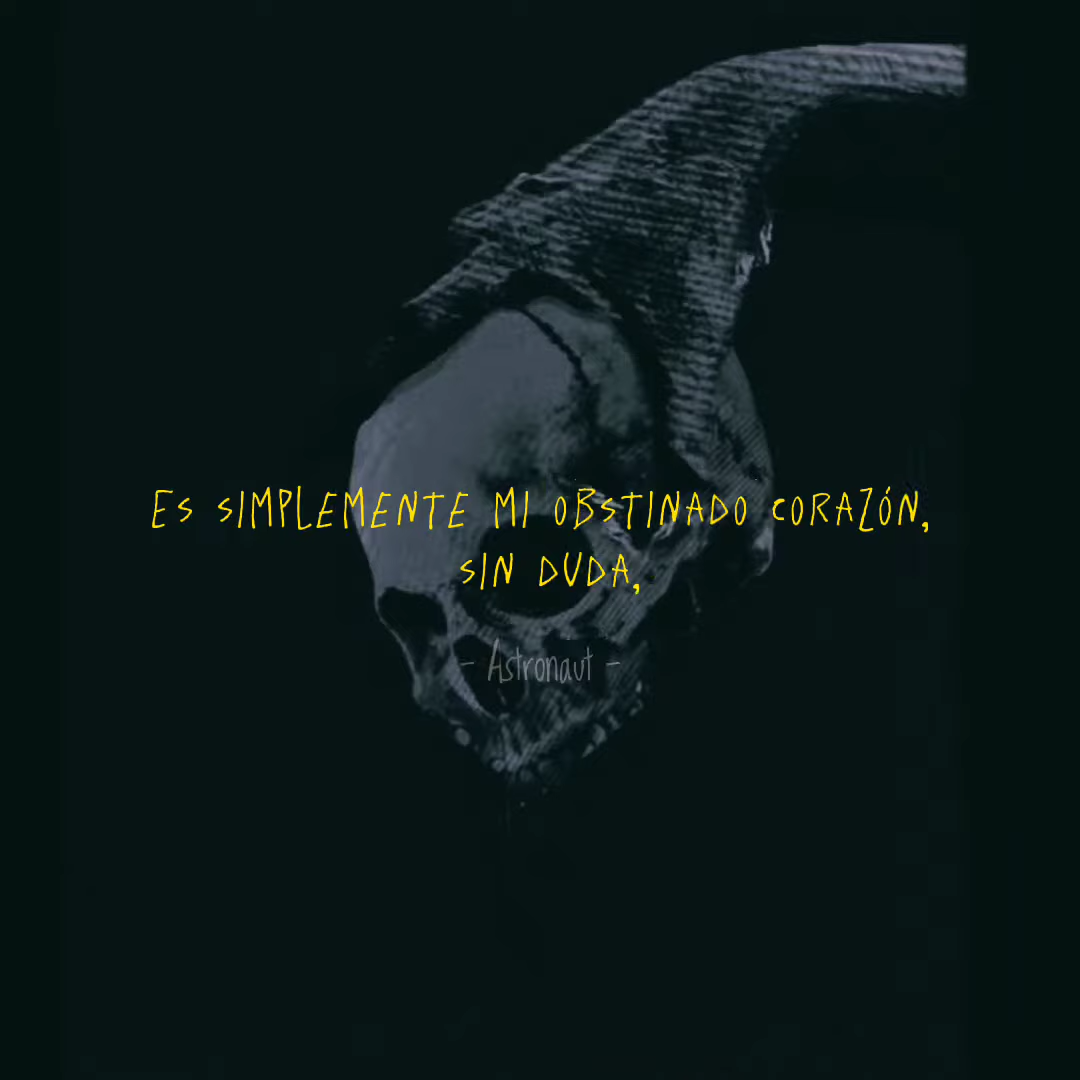 ES SIMPLEMENTE MI OBSTINADO CORAZÓN,
SIN DUDA,
- Astronaut -